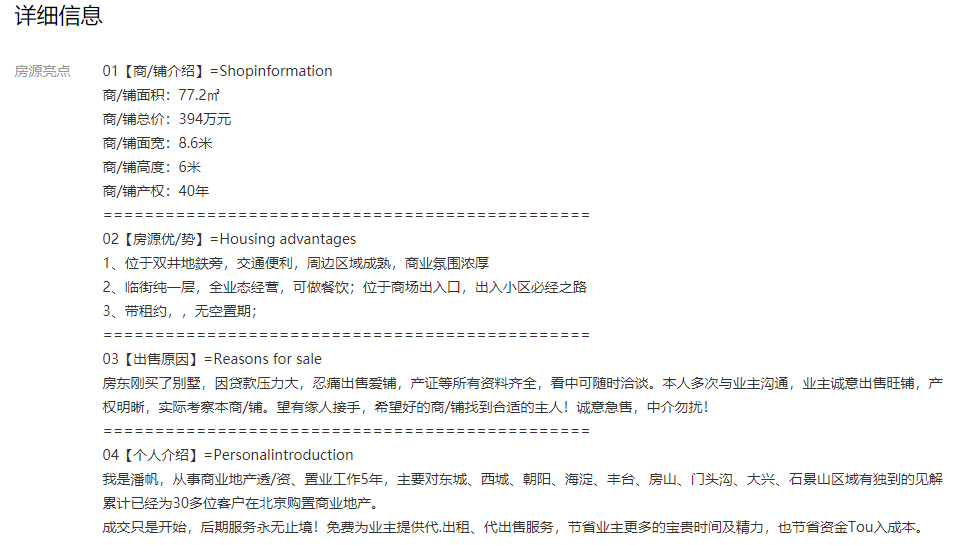 详细信息
房源亮点
01【商/铺介绍】=Shopinformation
商/铺面积：77.2㎡
商/铺总价：394万元
商/铺面宽：8.6米
商/铺高度：6米
商/铺产权：40年
===============================================
02【房源优/势】=Housing advantages
1、位于双井地鉄旁，交通便利，周边区域成熟，商业氛围浓厚
2、临街纯一层，全业态经营，可做餐饮；位于商场出入口，出入小区必经之路
3、带租约，，无空置期；
===============================================
03【出售原因】=Reasons for sale
房东刚买了别墅，因贷款压力大，忍痛出售爱铺，产证等所有资料齐全，看中可随时洽谈。本人多次与业主沟通，业主诚意出售旺铺，产
权明晰，实际考察本商/铺。望有缘人接手，希望好的商/铺找到合适的主人！诚意急售，中介勿扰！
===============================================
04【个人介绍】=Personalintroduction
我是潘帆，从事商业地产透/资、置业工作5年，主要对东城、西城、朝阳、海淀、丰台、房山、门头沟、大兴、石景山区域有独到的见解
累计已经为30多位客户在北京购置商业地产。
成交只是开始，后期服务永无止境！免费为业主提供代.出租、代出售服务，节省业主更多的宝贵时间及精力，也节省资金Tou入成本。